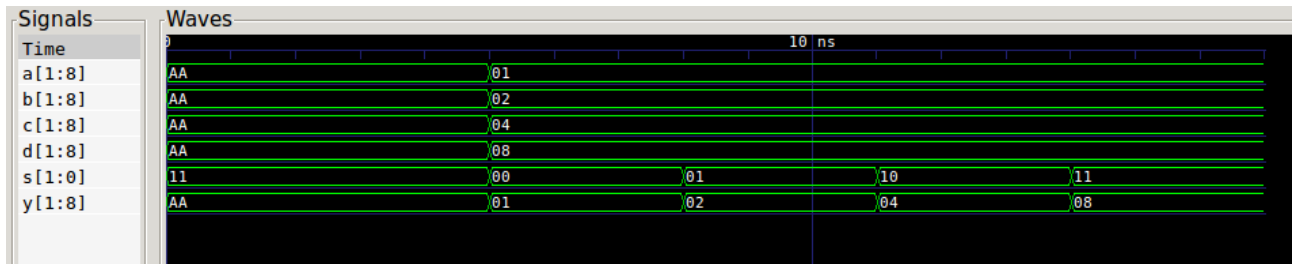 Signals Waves
Time 0 10 ns
a[1:8] AA 01
b[1:8] AA 02
c[1:8] AA 04
d[1:8] AA 08
s[1:0] 11 00 01 10 11
y[1:8] AA 01 02 04 08